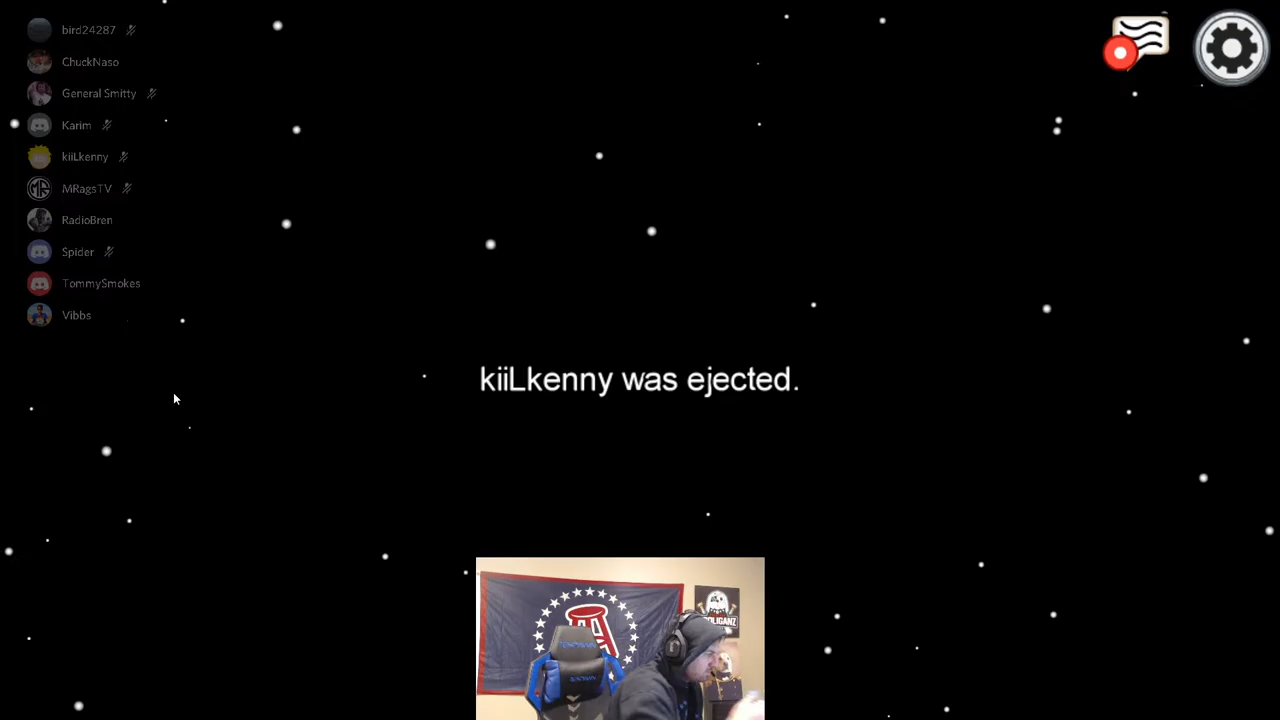 bird24287
ChuckNaso
General Smitty
Karim
kiiLkenny
MRagsTV
RadioBren
Spider
TommySmokes
Vibbs
kiiLkenny was ejected.